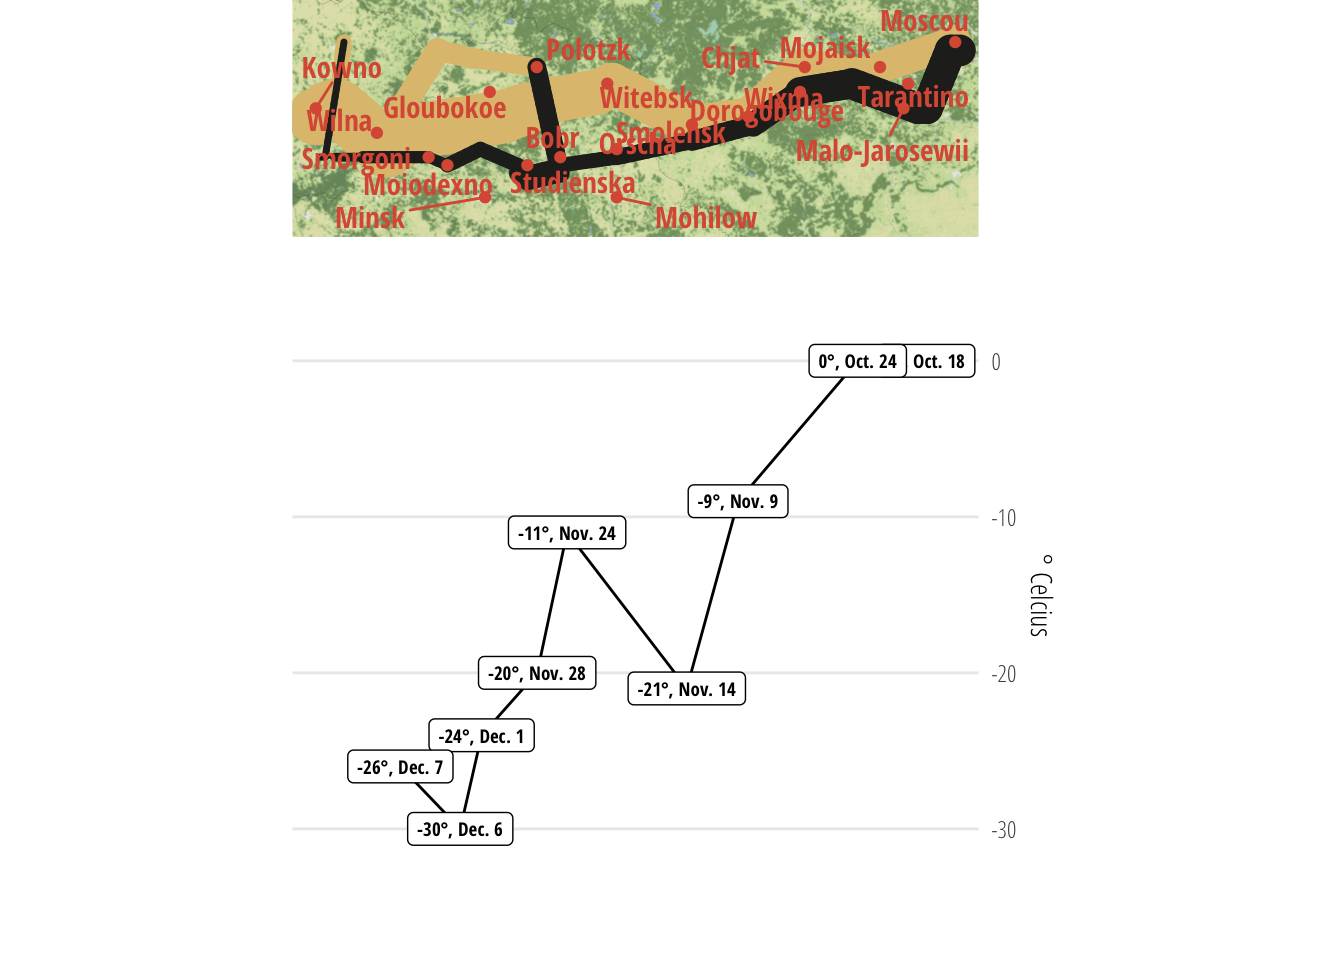 Moscou
Polotzk
Mojaisk
Chjat
Kowno
Witebsk
Wixma
Tarantino
Gloubokoe
Dorogobouge
Wilna
Smolensk
Bobr
Orscha
Malo-Jarosewii
Smorgoni
Moiodexno
Studienska
Minsk
Mohilow
0°, Oct. 24
Oct. 18
0
-9°, Nov. 9
-10
-11°, Nov. 24
° Celcius
-20°, Nov. 28
-20
-21°, Nov. 14
-24°, Dec. 1
-26°, Dec. 7
-30°, Dec. 6
-30